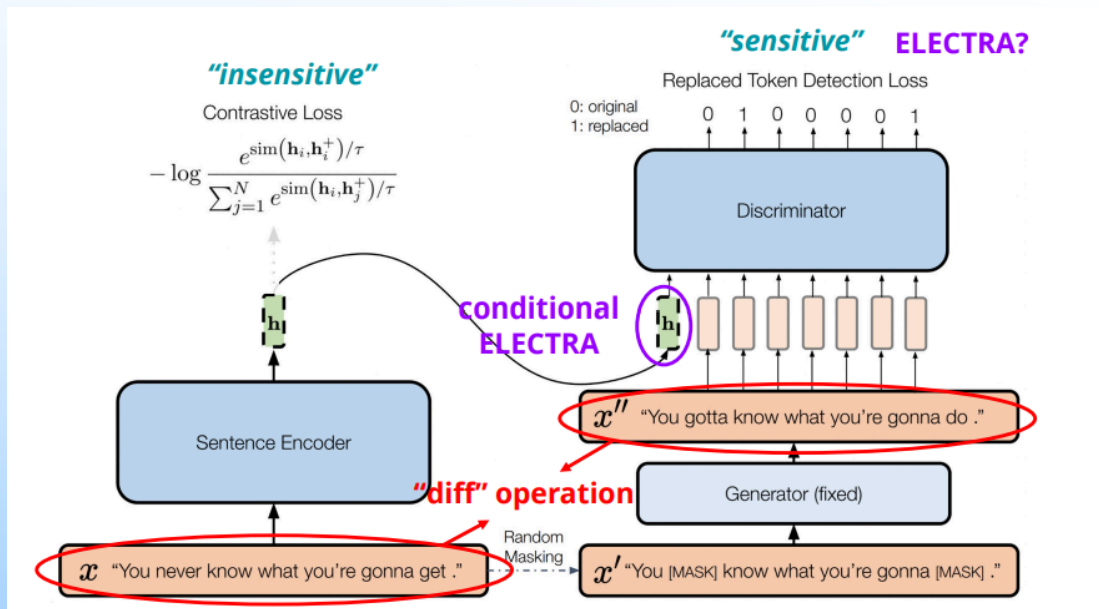 "sensitive" ELECTRA?
"insensitive"
Replaced Token Detection Loss
Contrastive Loss
0: original
1: replaced
0 1 0 0 0 0 1
− log e^{sim(h_i,h_i^+)/τ} / ∑_{j=1}^{N} e^{sim(h_i,h_j^+)/τ}
Discriminator
h
conditional
ELECTRA
h
x'' "You gotta know what you're gonna do ."
Sentence Encoder
"diff" operation
Generator (fixed)
Random
Masking
x "You never know what you're gonna get ."
x' "You [MASK] know what you're gonna [MASK] ."